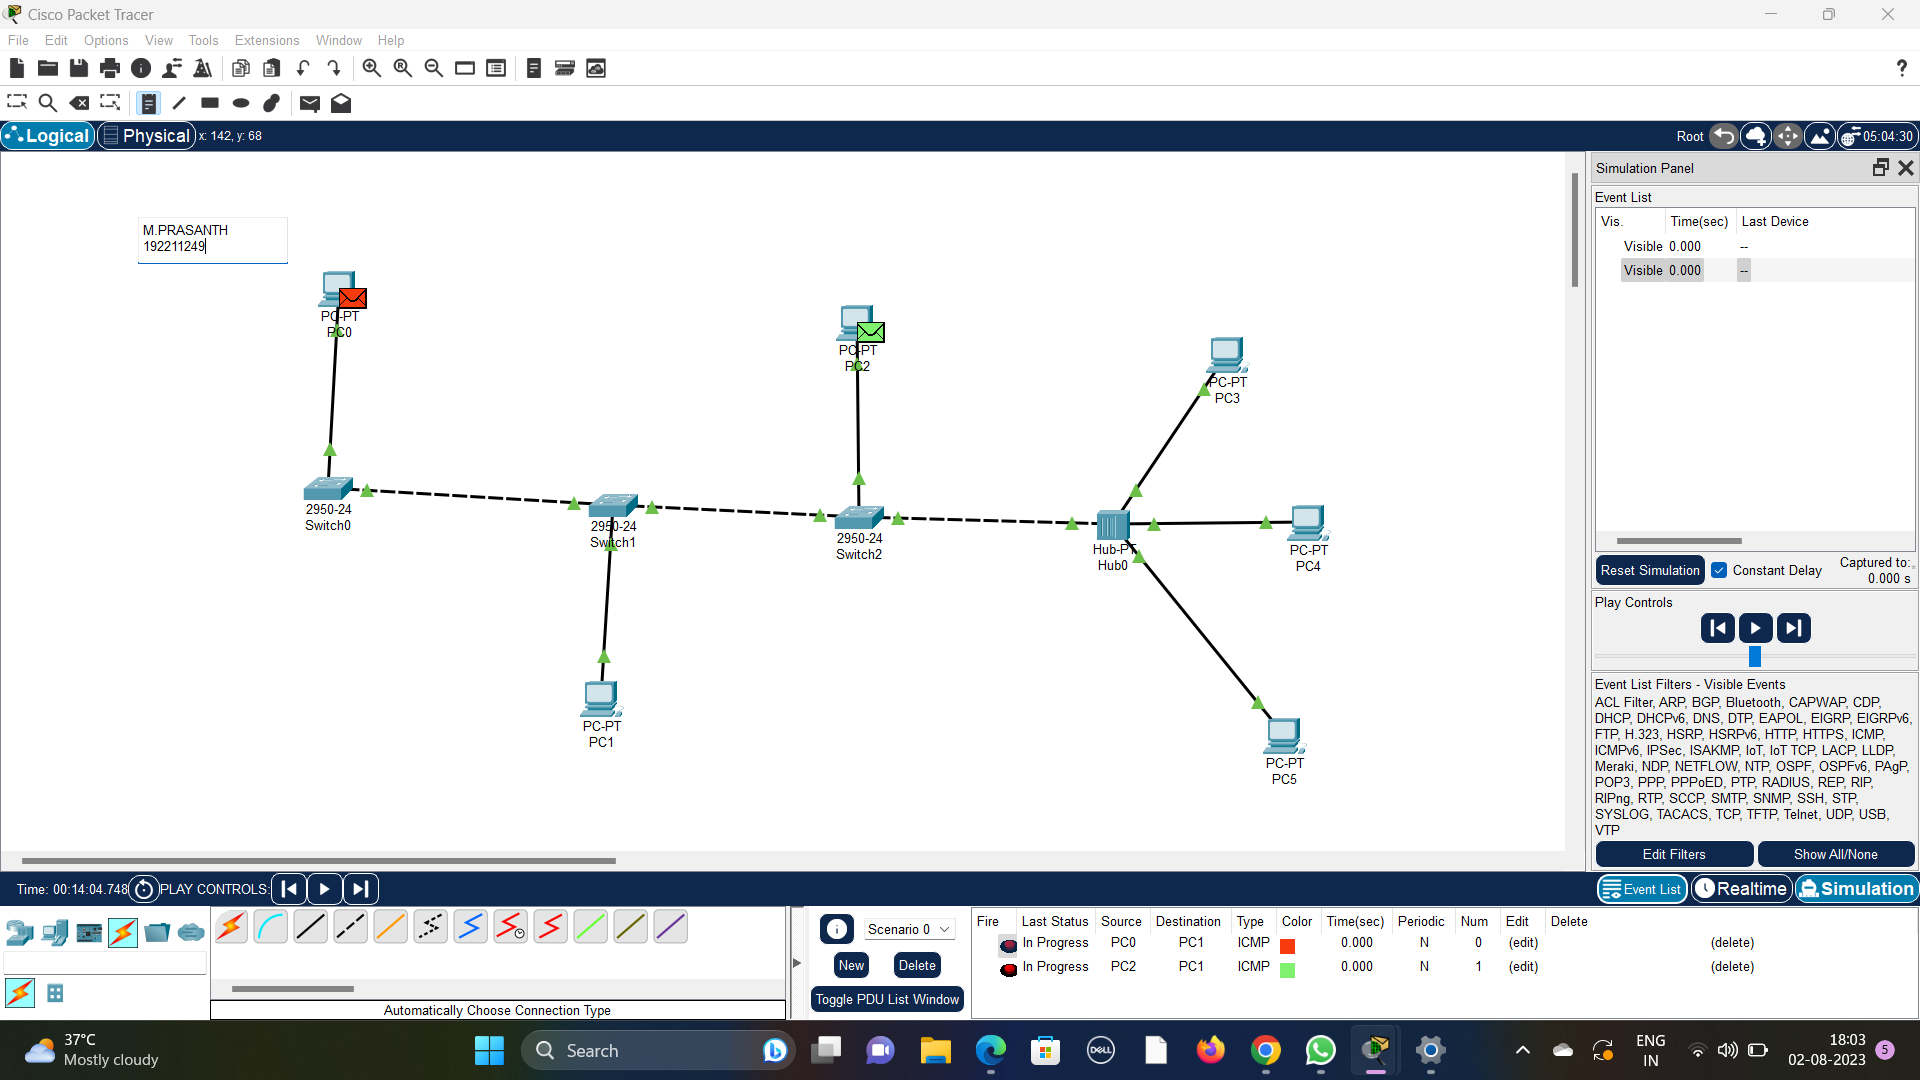 Cisco Packet Tracer
File Edit Options View Tools Extensions Window Help
?
Logical Physical x: 142, y: 68
Root 05:04:30
M.PRASANTH
192211249
PC-PT
PC0
PC-PT
PC2
PC-PT
PC3
2950-24
Switch0
2950-24
Switch1
2950-24
Switch2
Hub-PT
Hub0
PC-PT
PC4
PC-PT
PC1
PC-PT
PC5
Simulation Panel
Event List
Vis. Time(sec) Last Device
Visible 0.000 --
Visible 0.000 --
Reset Simulation Constant Delay Captured to:
0.000 s
Play Controls
Event List Filters - Visible Events
ACL Filter, ARP, BGP, Bluetooth, CAPWAP, CDP,
DHCP, DHCPv6, DNS, DTP, EAPOL, EIGRP, EIGRPv6,
FTP, H.323, HSRP, HSRPv6, HTTP, HTTPS, ICMP,
ICMPv6, IPSec, ISAKMP, IoT, IoT TCP, LACP, LLDP,
Meraki, NDP, NETFLOW, NTP, OSPF, OSPFv6, PAgP,
POP3, PPP, PPPoED, PTP, RADIUS, REP, RIP,
RIPng, RTP, SCCP, SMTP, SNMP, SSH, STP,
SYSLOG, TACACS, TCP, TFTP, Telnet, UDP, USB,
VTP
Edit Filters Show All/None
Time: 00:14:04.748 PLAY CONTROLS:
Event List Realtime Simulation
Automatically Choose Connection Type
Scenario 0
New Delete
Toggle PDU List Window
Fire Last Status Source Destination Type Color Time(sec) Periodic Num Edit Delete
In Progress PC0 PC1 ICMP 0.000 N 0 (edit) (delete)
In Progress PC2 PC1 ICMP 0.000 N 1 (edit) (delete)
37°C
Mostly cloudy
Search
DELL
ENG
IN
18:03
02-08-2023
5